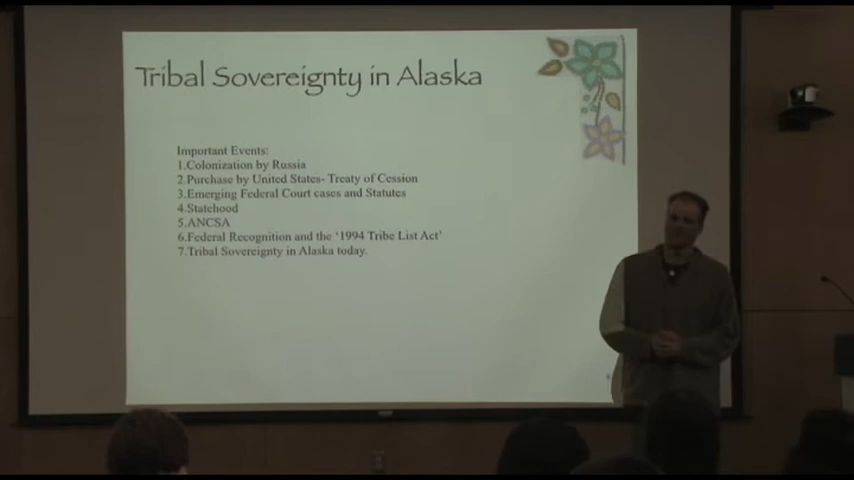 Tribal Sovereignty in Alaska
Important Events:
1.Colonization by Russia
2.Purchase by United States- Treaty of Cession
3.Emerging Federal Court cases and Statutes
4.Statehood
5.ANCSA
6.Federal Recognition and the ‘1994 Tribe List Act’
7.Tribal Sovereignty in Alaska today.